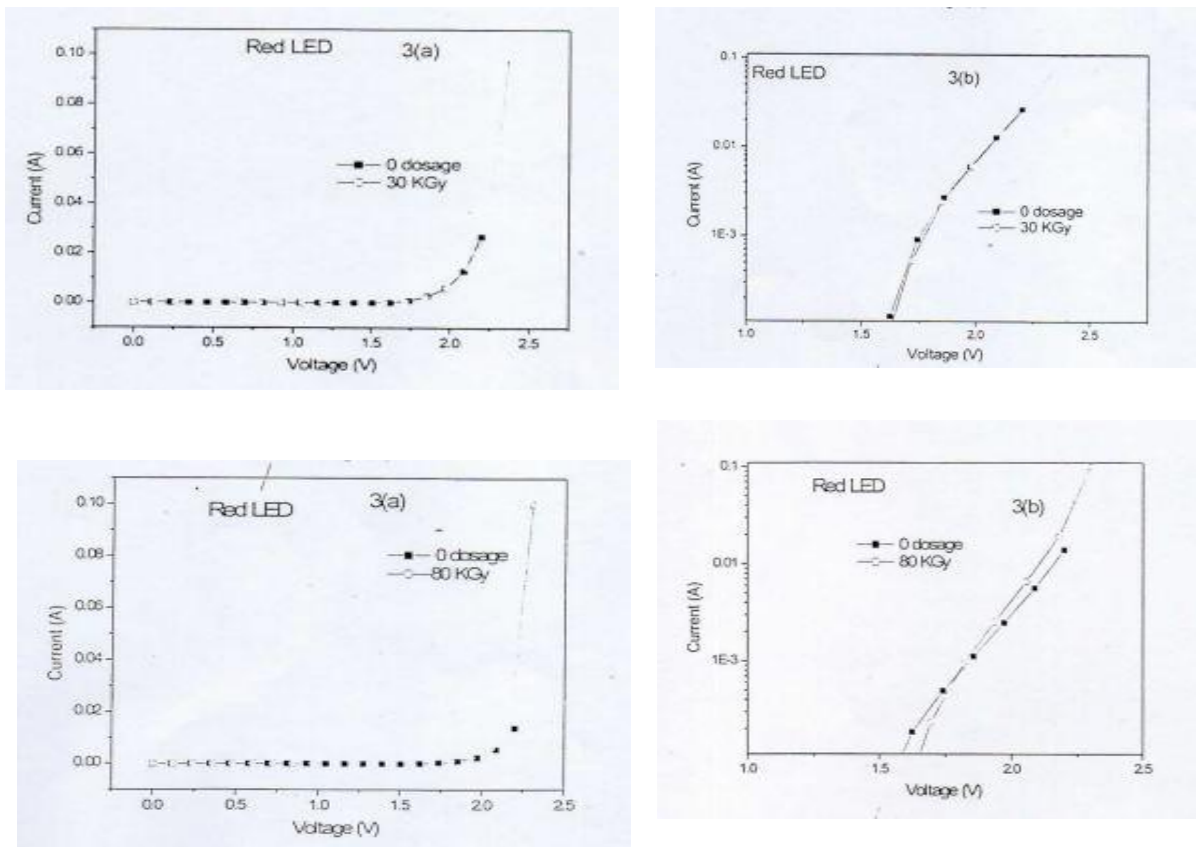 Red LED 3(a)
0.10
0.08
0.06
0.04
0.02
0.00
Current (A)
0 dosage
30 KGy
0.0 0.5 1.0 1.5 2.0 2.5
Voltage (V)
0.1
Red LED 3(b)
0.01
1E-3
Current (A)
0 dosage
30 KGy
1.0 1.5 2.0 2.5
Voltage (V)
Red LED 3(a)
0.10
0.08
0.06
0.04
0.02
0.00
Current (A)
0 dosage
80 KGy
0.0 0.5 1.0 1.5 2.0 2.5
Voltage (V)
0.1
Red LED
3(b)
0.01
1E-3
Current (A)
0 dosage
80 KGy
1.0 1.5 2.0 2.5
Voltage (V)